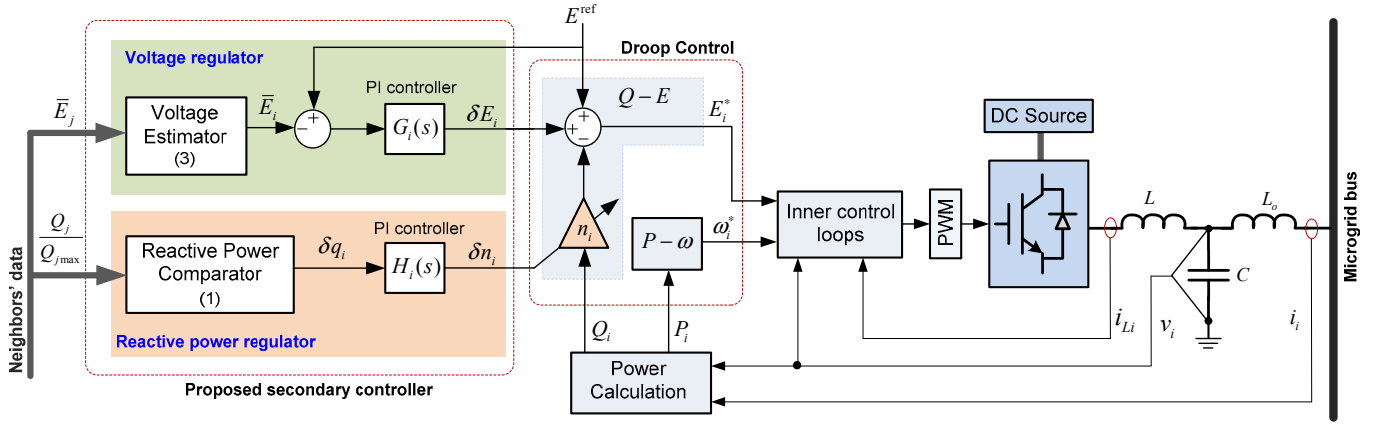 E^ref
Droop Control
Voltage regulator
Q − E
E_i^*
PI controller
E̅_j
Voltage
Estimator
(3)
E̅_i
−
+
G_i(s)
δE_i
+
+
−
DC Source
L
L_o
Inner control
loops
PWM
Q_j
Q_jmax
Reactive Power
Comparator
(1)
δq_i
PI controller
H_i(s)
δn_i
n_i
P − ω
ω_i^*
C
Reactive power regulator
Q_i
P_i
i_Li
v_i
i_i
Power
Calculation
Proposed secondary controller
Neighbors' data
Microgrid bus